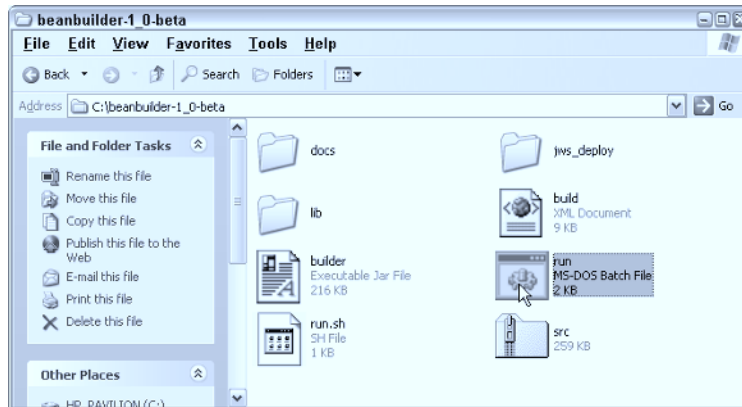 beanbuilder-1_0-beta
File Edit View Favorites Tools Help
Back Search Folders
Address C:\beanbuilder-1_0-beta Go
File and Folder Tasks
Rename this file
Move this file
Copy this file
Publish this file to the
Web
E-mail this file
Print this file
Delete this file
Other Places
HP_PAVILION (C:)
docs
jws_deploy
lib
build
XML Document
9 KB
builder
Executable Jar File
216 KB
run
MS-DOS Batch File
2 KB
run.sh
SH File
1 KB
src
259 KB